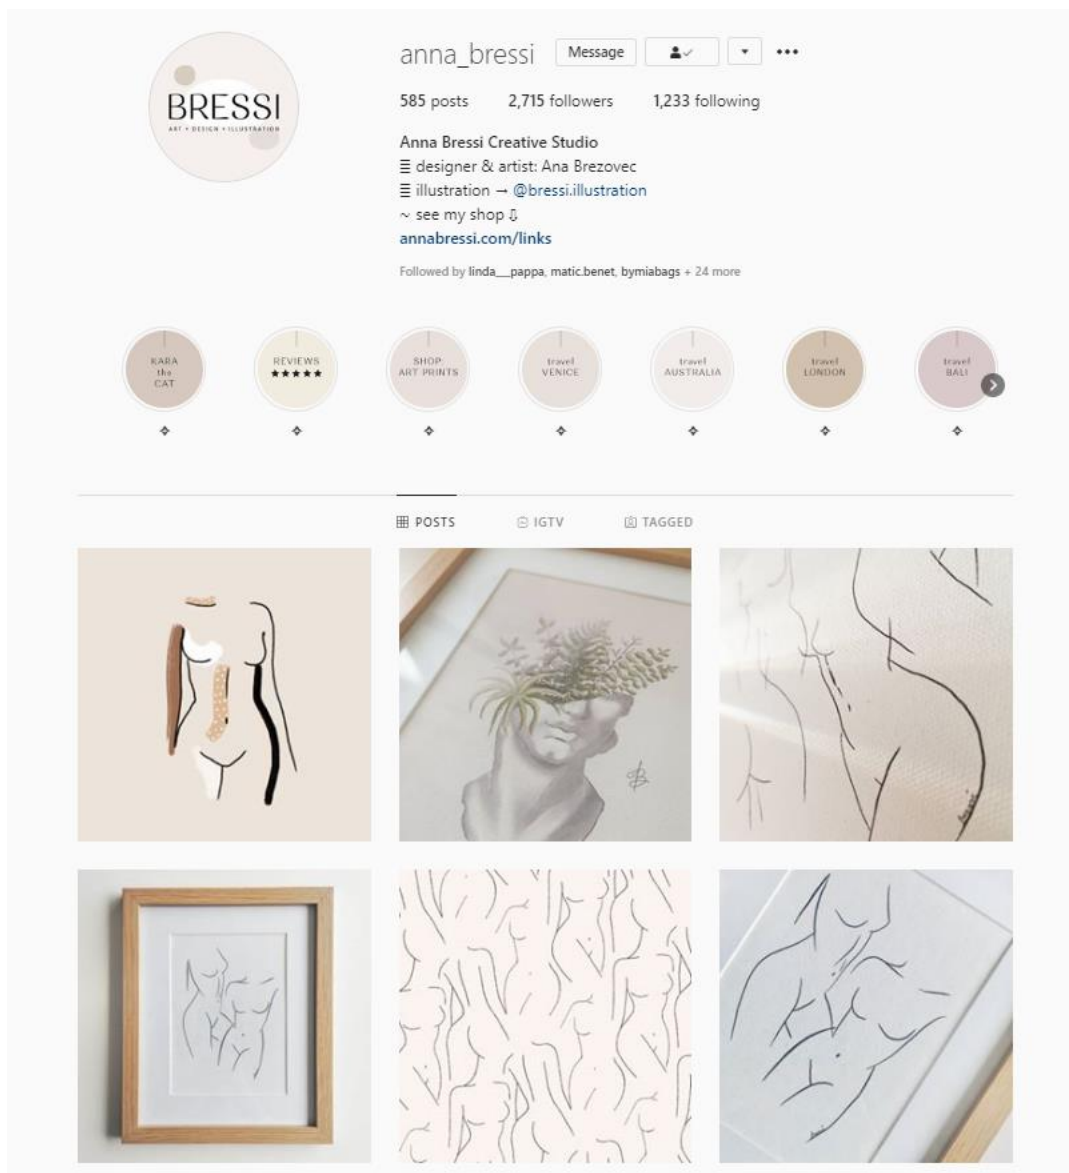 BRESSI
ART • DESIGN • ILLUSTRATION
anna_bressi
Message
585 posts 2,715 followers 1,233 following
Anna Bressi Creative Studio
designer & artist: Ana Brezovec
illustration → @bressi.illustration
~ see my shop ⇩
annabressi.com/links
Followed by linda__pappa, matic.benet, bymiabags + 24 more
KARA
the
CAT
REVIEWS
★★★★★
SHOP:
ART PRINTS
travel
VENICE
travel
AUSTRALIA
travel
LONDON
travel
BALI
POSTS IGTV TAGGED